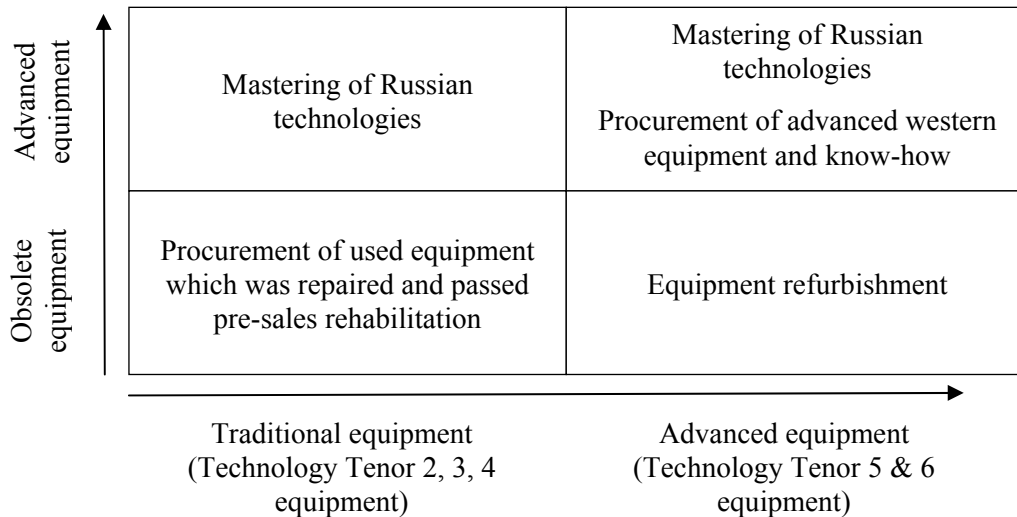 Advanced
equipment
Mastering of Russian
technologies
Mastering of Russian
technologies
Procurement of advanced western
equipment and know-how
Obsolete
equipment
Procurement of used equipment
which was repaired and passed
pre-sales rehabilitation
Equipment refurbishment
Traditional equipment
(Technology Tenor 2, 3, 4
equipment)
Advanced equipment
(Technology Tenor 5 & 6
equipment)